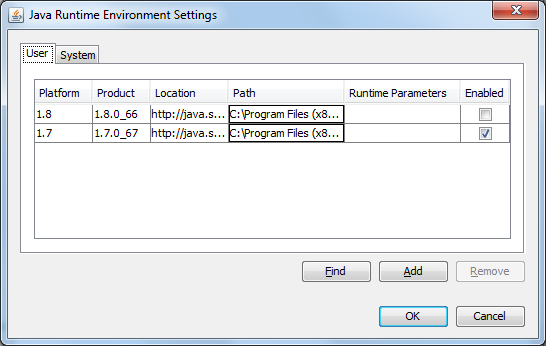 Java Runtime Environment Settings
User System
Platform Product Location Path Runtime Parameters Enabled
1.8 1.8.0_66 http://java.s... C:\Program Files (x8...
1.7 1.7.0_67 http://java.s... C:\Program Files (x8...
Find Add Remove
OK Cancel